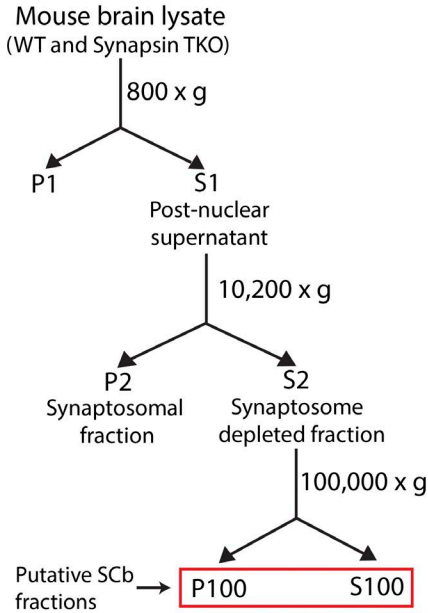 Mouse brain lysate
(WT and Synapsin TKO)
800 x g
P1
S1
Post-nuclear
supernatant
10,200 x g
P2
Synaptosomal
fraction
S2
Synaptosome
depleted fraction
100,000 x g
Putative SCb
fractions
P100
S100